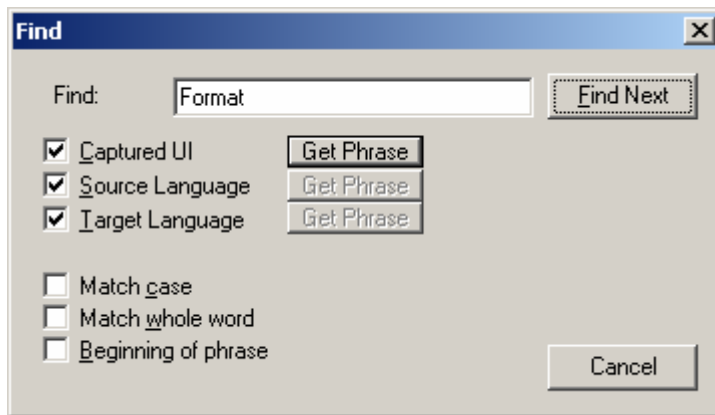 Find
Find: Format Find Next
Captured UI Get Phrase
Source Language Get Phrase
Target Language Get Phrase
Match case
Match whole word
Beginning of phrase
Cancel